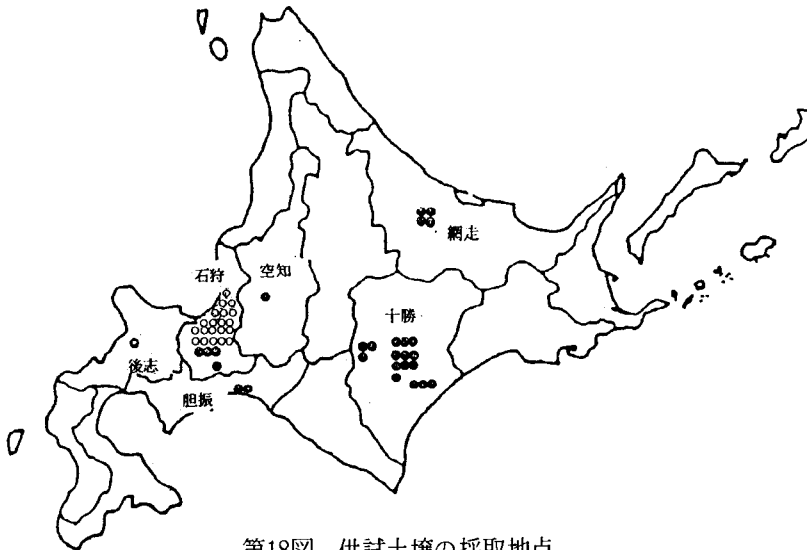 網走
石狩
空知
十勝
後志
胆振
第18図 供試土壌の採取地点